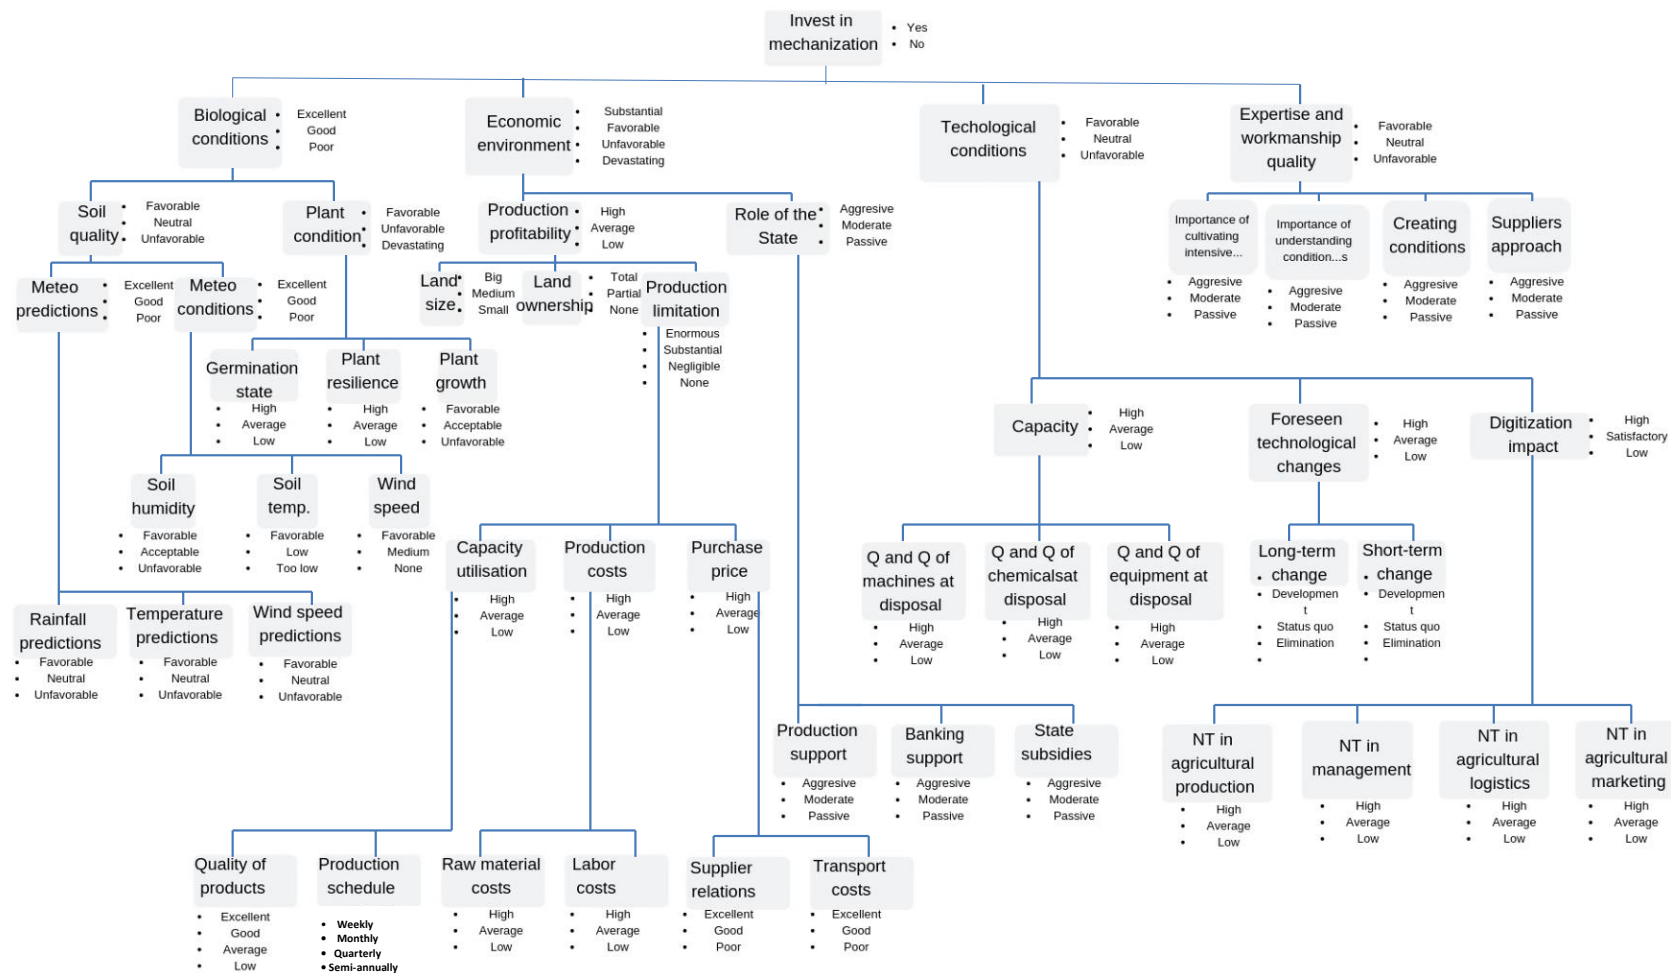 Invest in
mechanization
• Yes
• No
Biological
conditions
• Excellent
• Good
• Poor
Economic
environment
• Substantial
• Favorable
• Unfavorable
• Devastating
Techological
conditions
• Favorable
• Neutral
• Unfavorable
Expertise and
workmanship
quality
• Favorable
• Neutral
• Unfavorable
Soil
quality
• Favorable
• Neutral
• Unfavorable
Plant
condition
• Favorable
• Unfavorable
• Devastating
Production
profitability
• High
• Average
• Low
Role of the
State
• Aggresive
• Moderate
• Passive
Importance of
cultivating
intensive...
• Aggresive
• Moderate
• Passive
Importance of
understanding
condition...s
• Aggresive
• Moderate
• Passive
Creating
conditions
• Aggresive
• Moderate
• Passive
Suppliers
approach
• Aggresive
• Moderate
• Passive
Meteo
predictions
• Excellent
• Good
• Poor
Meteo
conditions
• Excellent
• Good
• Poor
Land
size
• Big
• Medium
• Small
Land
ownership
• Total
• Partial
• None
Production
limitation
• Enormous
• Substantial
• Negligible
• None
Germination
state
• High
• Average
• Low
Plant
resilience
• High
• Average
• Low
Plant
growth
• Favorable
• Acceptable
• Unfavorable
Capacity
• High
• Average
• Low
Foreseen
technological
changes
• High
• Average
• Low
Digitization
impact
• High
• Satisfactory
• Low
Soil
humidity
• Favorable
• Acceptable
• Unfavorable
Soil
temp.
• Favorable
• Low
• Too low
Wind
speed
• Favorable
• Medium
• None
Capacity
utilisation
• High
• Average
• Low
Production
costs
• High
• Average
• Low
Purchase
price
• High
• Average
• Low
Q and Q of
machines at
disposal
• High
• Average
• Low
Q and Q of
chemicalsat
disposal
• High
• Average
• Low
Q and Q of
equipment at
disposal
• High
• Average
• Low
Long-term
change
• Developmen
t
• Status quo
• Elimination
•
Short-term
change
• Developmen
t
• Status quo
• Elimination
•
Rainfall
predictions
• Favorable
• Neutral
• Unfavorable
Temperature
predictions
• Favorable
• Neutral
• Unfavorable
Wind speed
predictions
• Favorable
• Neutral
• Unfavorable
Production
support
• Aggresive
• Moderate
• Passive
Banking
support
• Aggresive
• Moderate
• Passive
State
subsidies
• Aggresive
• Moderate
• Passive
NT in
agricultural
production
• High
• Average
• Low
NT in
management
• High
• Average
• Low
NT in
agricultural
logistics
• High
• Average
• Low
NT in
agricultural
marketing
• High
• Average
• Low
Quality of
products
• Excellent
• Good
• Average
• Low
Production
schedule
• Weekly
• Monthly
• Quarterly
• Semi-annually
Raw material
costs
• High
• Average
• Low
Labor
costs
• High
• Average
• Low
Supplier
relations
• Excellent
• Good
• Poor
Transport
costs
• Excellent
• Good
• Poor